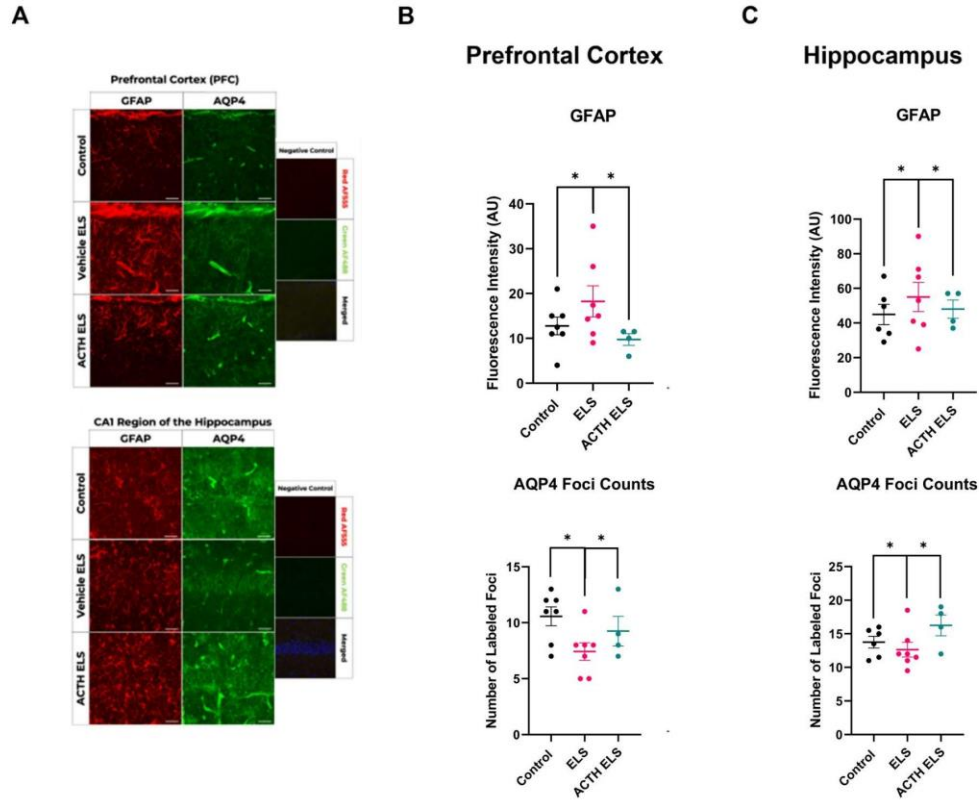 A
Prefrontal Cortex (PFC)
GFAP AQP4
Control
Vehicle ELS
ACTH ELS
Negative Control
Red AF555
Green AF488
Merged
CA1 Region of the Hippocampus
GFAP AQP4
Control
Vehicle ELS
ACTH ELS
Negative Control
Red AF555
Green AF488
Merged
B
Prefrontal Cortex
GFAP
* *
Fluorescence Intensity (AU)
40
30
20
10
0
Control ELS ACTH ELS
AQP4 Foci Counts
* *
Number of Labeled Foci
15
10
5
0
Control ELS ACTH ELS
C
Hippocampus
GFAP
* *
Fluorescence Intensity (AU)
100
80
60
40
20
0
Control ELS ACTH ELS
AQP4 Foci Counts
* *
Number of Labeled Foci
25
20
15
10
5
0
Control ELS ACTH ELS